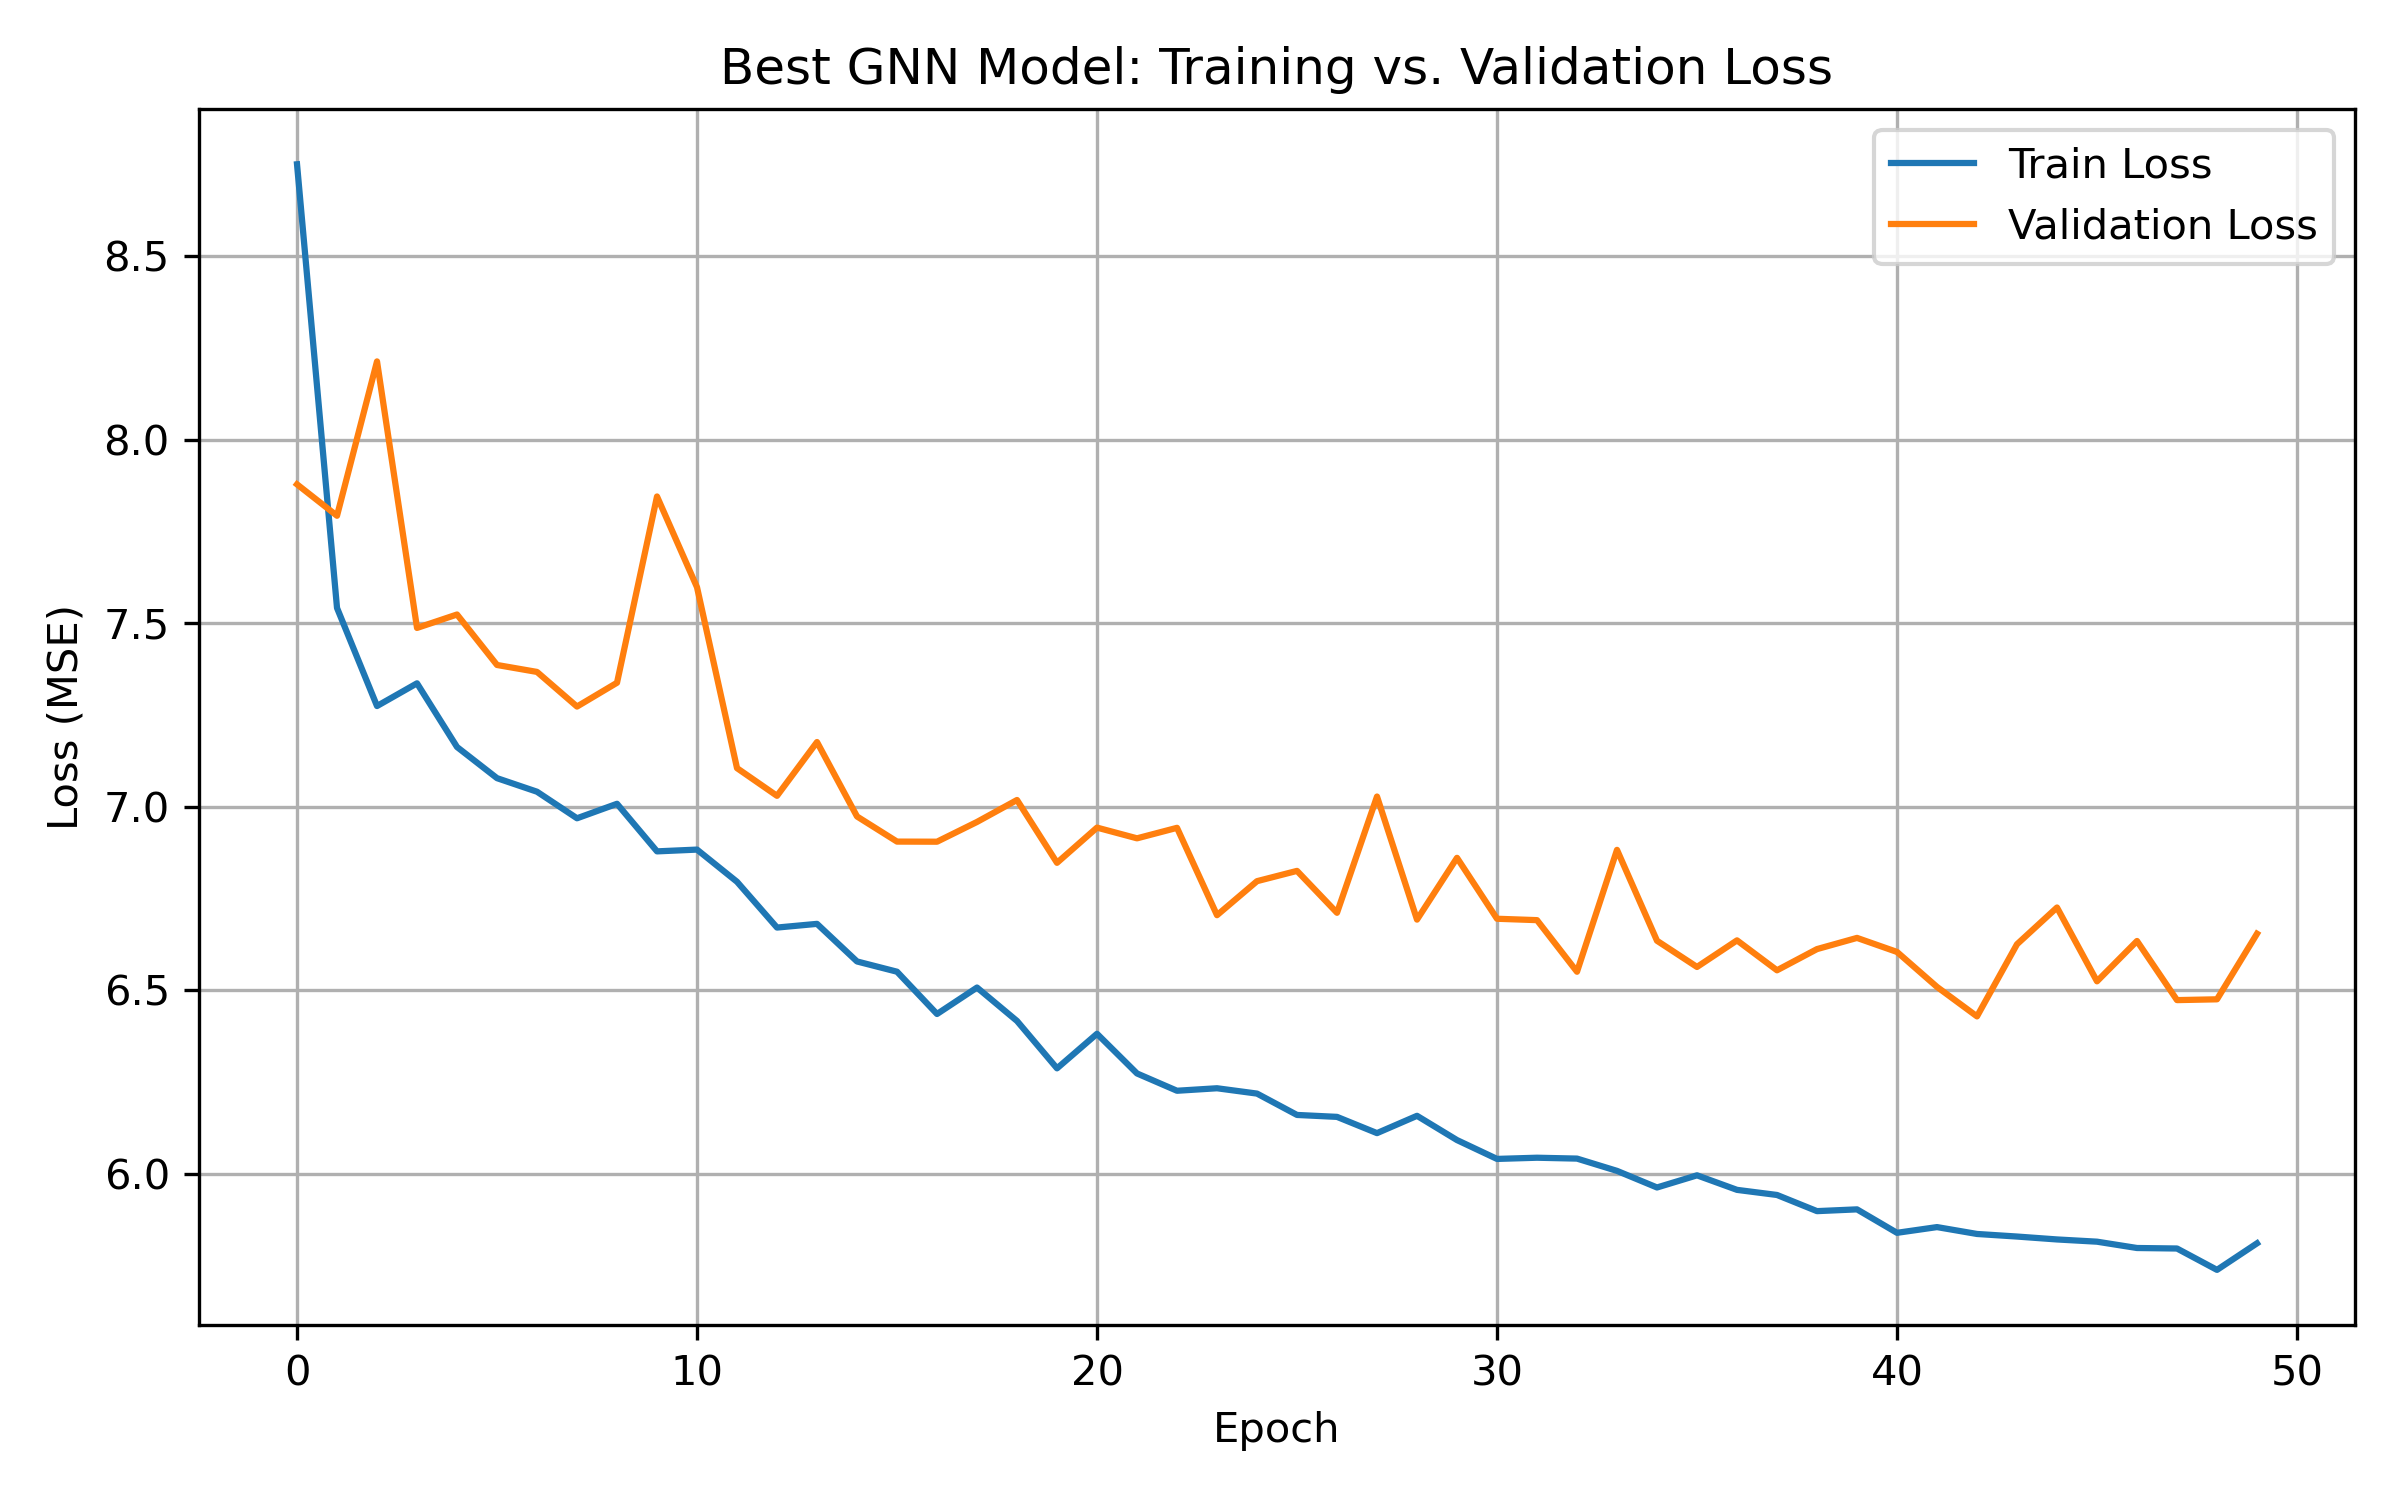 Best GNN Model: Training vs. Validation Loss
Train Loss
Validation Loss
8.5
8.0
7.5
7.0
6.5
6.0
Loss (MSE)
0 10 20 30 40 50
Epoch